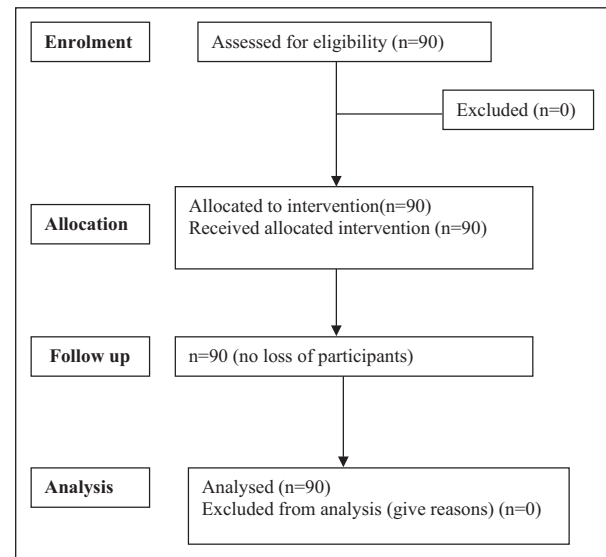 Enrolment
Assessed for eligibility (n=90)
Excluded (n=0)
Allocation
Allocated to intervention(n=90)
Received allocated intervention (n=90)
Follow up
n=90 (no loss of participants)
Analysis
Analysed (n=90)
Excluded from analysis (give reasons) (n=0)